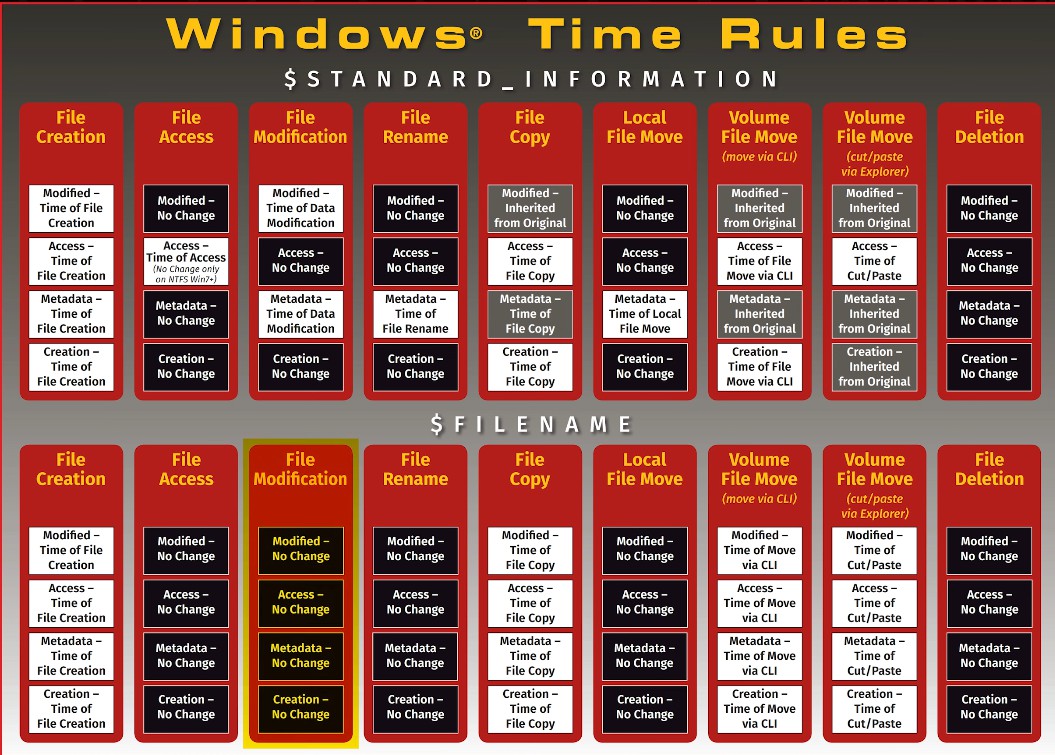 Windows® Time Rules
$STANDARD_INFORMATION
File
Creation
Modified –
Time of File
Creation
Access –
Time of
File Creation
Metadata –
Time of
File Creation
Creation –
Time of
File Creation
File
Access
Modified –
No Change
Access –
Time of Access
(No Change only
on NTFS Win7+)
Metadata –
No Change
Creation –
No Change
File
Modification
Modified –
Time of Data
Modification
Access –
No Change
Metadata –
Time of Data
Modification
Creation –
No Change
File
Rename
Modified –
No Change
Access –
No Change
Metadata –
Time of
File Rename
Creation –
No Change
File
Copy
Modified –
Inherited
from Original
Access –
Time of
File Copy
Metadata –
Time of
File Copy
Creation –
Time of
File Copy
Local
File Move
Modified –
No Change
Access –
No Change
Metadata –
Time of Local
File Move
Creation –
No Change
Volume
File Move
(move via CLI)
Modified –
Inherited
from Original
Access –
Time of File
Move via CLI
Metadata –
Inherited
from Original
Creation –
Time of File
Move via CLI
Volume
File Move
(cut/paste
via Explorer)
Modified –
Inherited
from Original
Access –
Time of
Cut/Paste
Metadata –
Inherited
from Original
Creation –
Inherited
from Original
File
Deletion
Modified –
No Change
Access –
No Change
Metadata –
No Change
Creation –
No Change
$FILENAME
File
Creation
Modified –
Time of File
Creation
Access –
Time of
File Creation
Metadata –
Time of
File Creation
Creation –
Time of
File Creation
File
Access
Modified –
No Change
Access –
No Change
Metadata –
No Change
Creation –
No Change
File
Modification
Modified –
No Change
Access –
No Change
Metadata –
No Change
Creation –
No Change
File
Rename
Modified –
No Change
Access –
No Change
Metadata –
No Change
Creation –
No Change
File
Copy
Modified –
Time of
File Copy
Access –
Time of
File Copy
Metadata –
Time of
File Copy
Creation –
Time of
File Copy
Local
File Move
Modified –
No Change
Access –
No Change
Metadata –
No Change
Creation –
No Change
Volume
File Move
(move via CLI)
Modified –
Time of Move
via CLI
Access –
Time of Move
via CLI
Metadata –
Time of Move
via CLI
Creation –
Time of Move
via CLI
Volume
File Move
(cut/paste
via Explorer)
Modified –
Time of
Cut/Paste
Access –
Time of
Cut/Paste
Metadata –
Time of
Cut/Paste
Creation –
Time of
Cut/Paste
File
Deletion
Modified –
No Change
Access –
No Change
Metadata –
No Change
Creation –
No Change